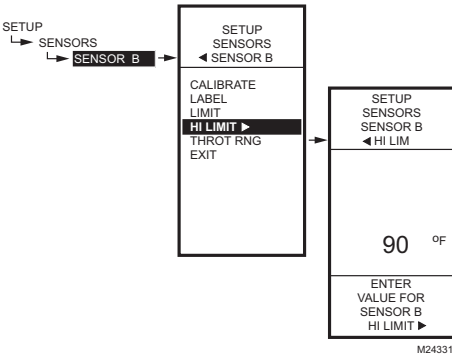 SETUP
SENSORS
SENSOR B
SETUP
SENSORS
◄ SENSOR B
CALIBRATE
LABEL
LIMIT
HI LIMIT ►
THROT RNG
EXIT
SETUP
SENSORS
SENSOR B
◄ HI LIM
90 °F
ENTER
VALUE FOR
SENSOR B
HI LIMIT ►
M24331